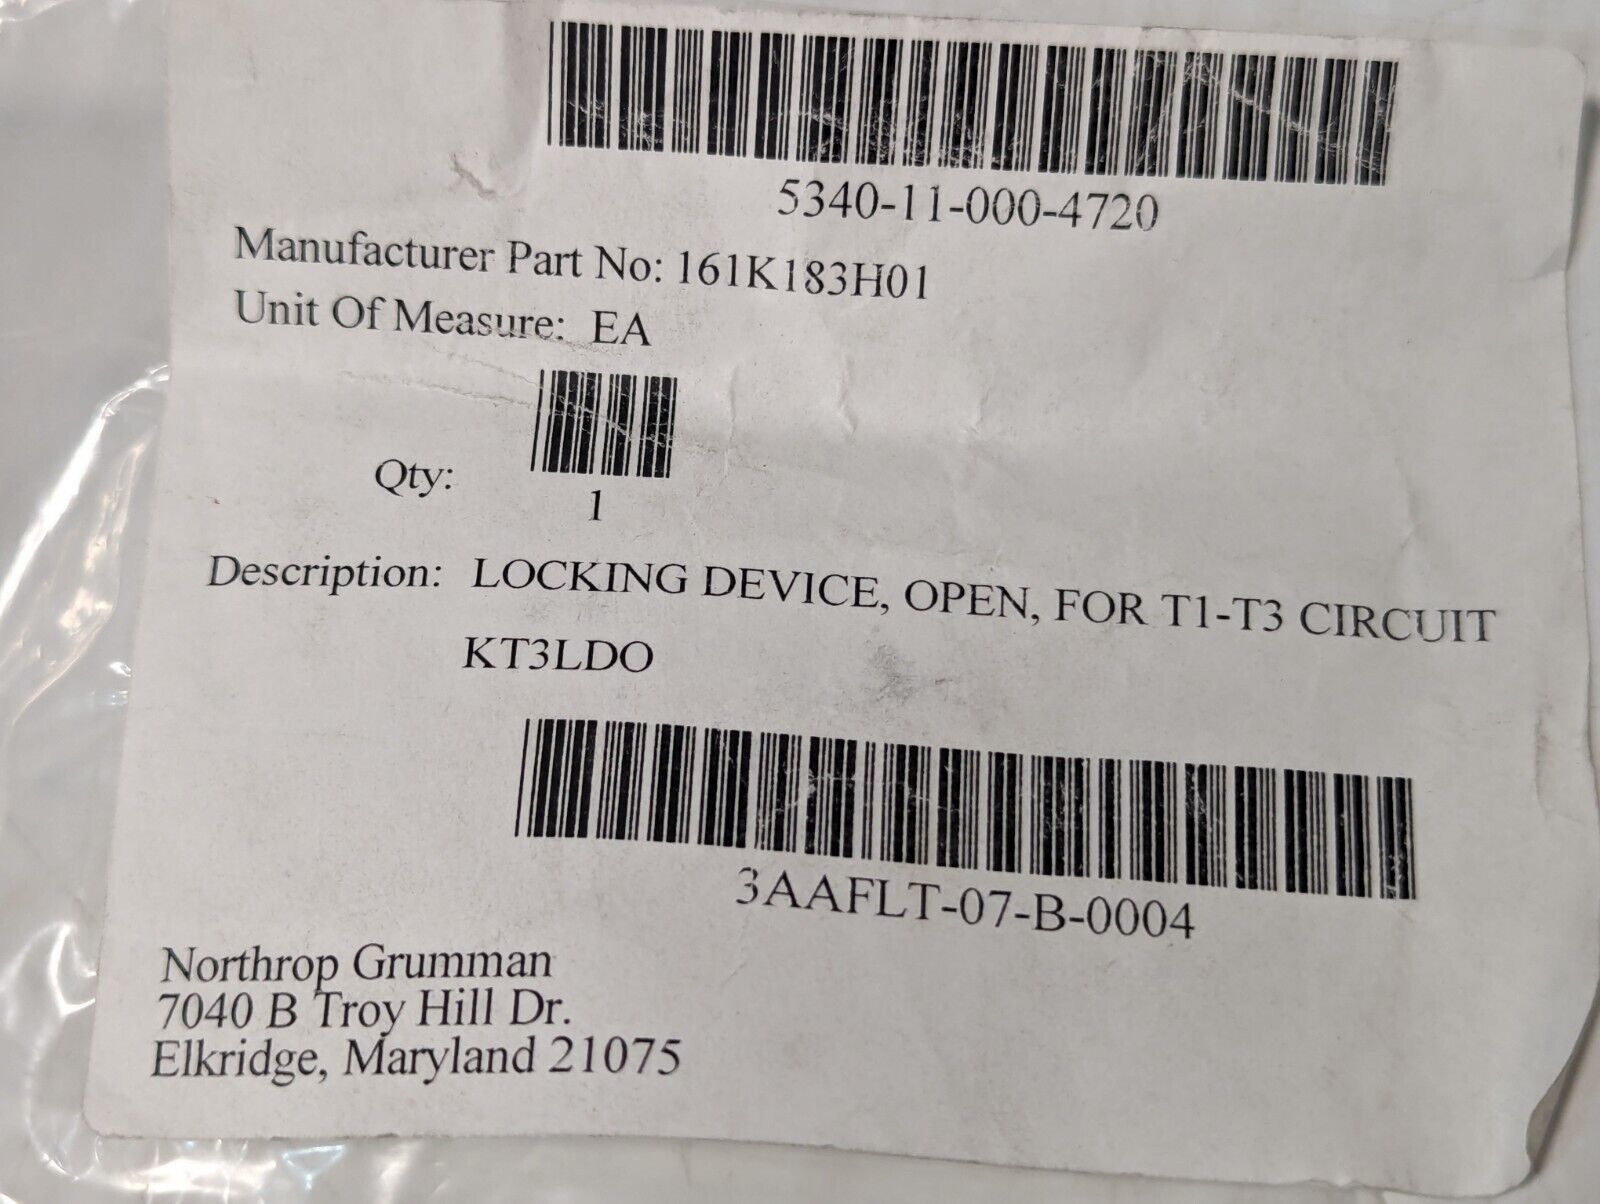 5340-11-000-4720
Manufacturer Part No: 161K183H01
Unit Of Measure: EA
Qty: 1
Description: LOCKING DEVICE, OPEN, FOR T1-T3 CIRCUIT
KT3LDO
3AAFLT-07-B-0004
Northrop Grumman
7040 B Troy Hill Dr.
Elkridge, Maryland 21075